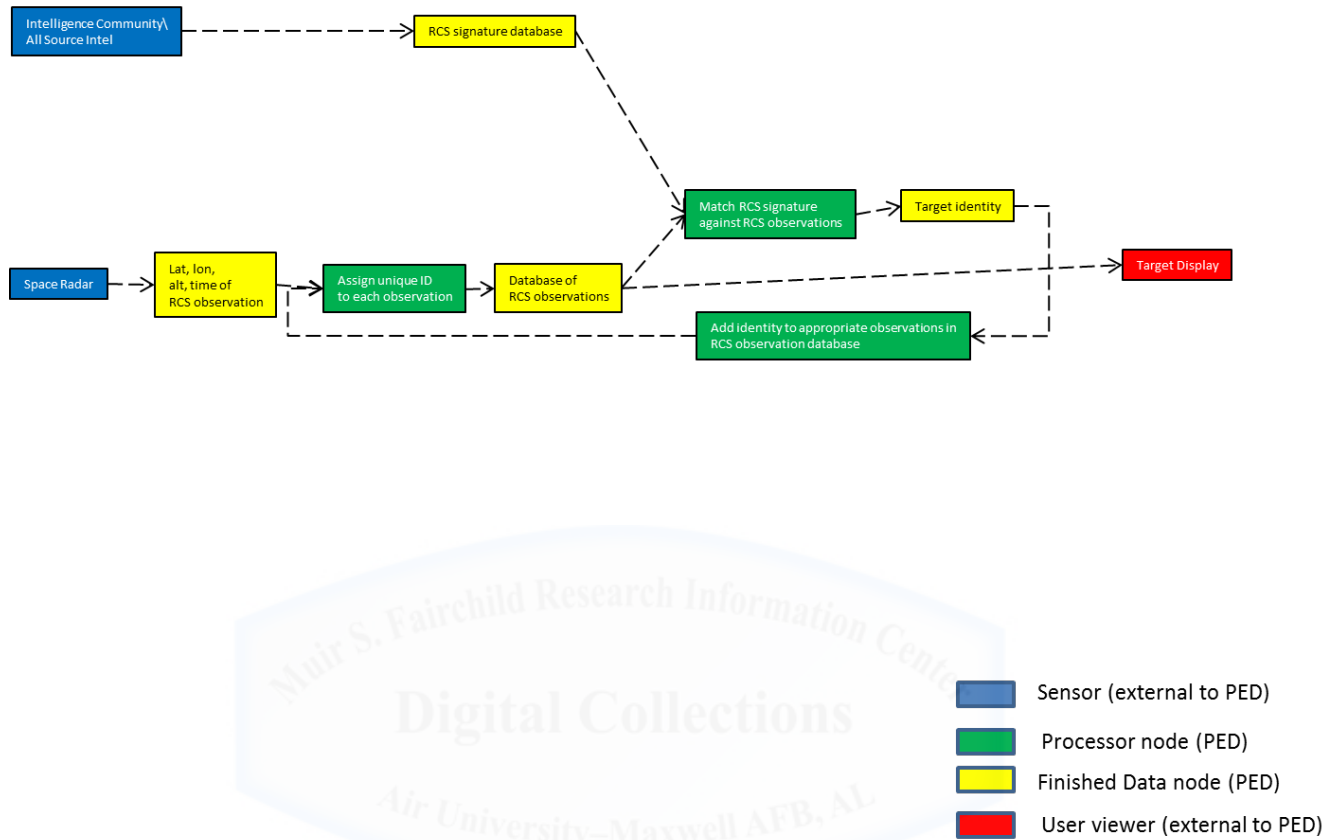 Intelligence Community\
All Source Intel
RCS signature database
Match RCS signature
against RCS observations
Target identity
Space Radar
Lat, lon,
alt, time of
RCS observation
Assign unique ID
to each observation
Database of
RCS observations
Target Display
Add identity to appropriate observations in
RCS observation database
Muir S. Fairchild Research Information Center
Digital Collections
Air University–Maxwell AFB, AL
Sensor (external to PED)
Processor node (PED)
Finished Data node (PED)
User viewer (external to PED)